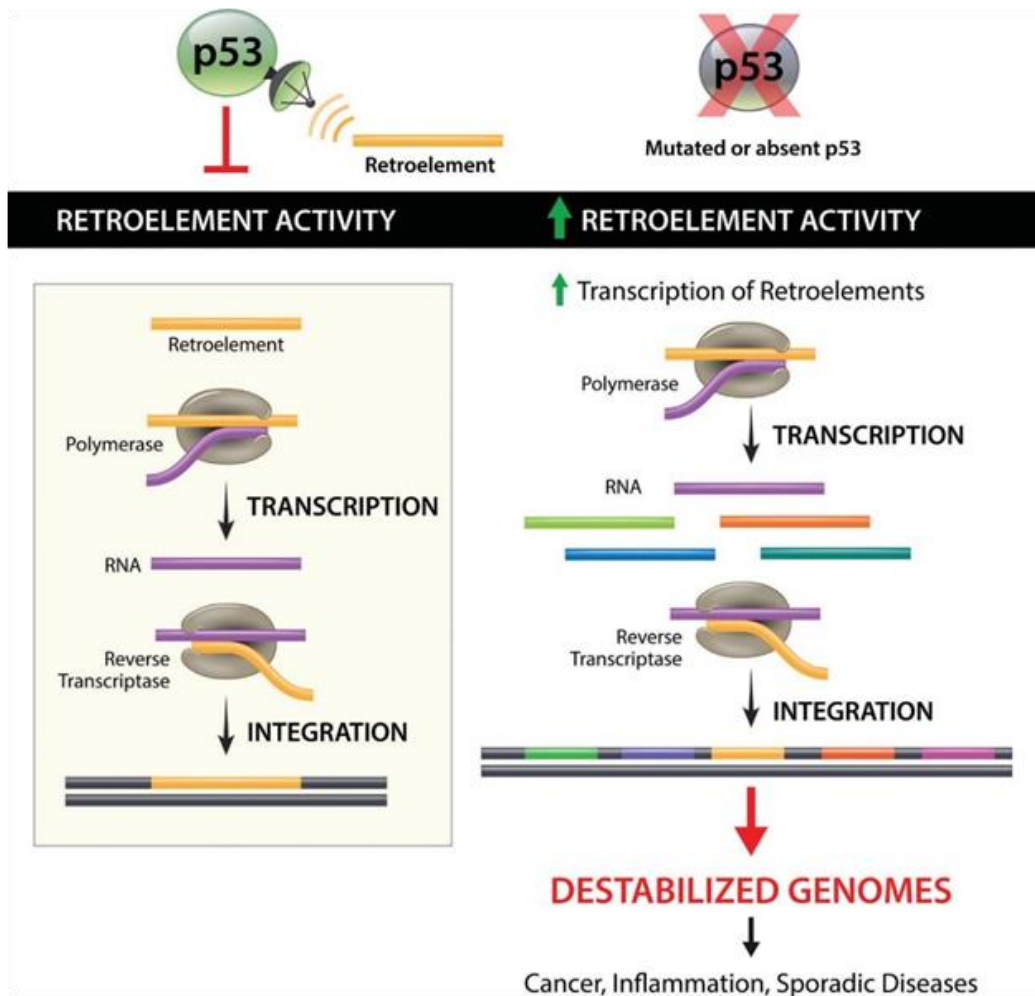 p53
Retroelement
p53
Mutated or absent p53
RETROELEMENT ACTIVITY
RETROELEMENT ACTIVITY
Retroelement
Polymerase
TRANSCRIPTION
RNA
Reverse
Transcriptase
INTEGRATION
Transcription of Retroelements
Polymerase
TRANSCRIPTION
RNA
Reverse
Transcriptase
INTEGRATION
DESTABILIZED GENOMES
Cancer, Inflammation, Sporadic Diseases